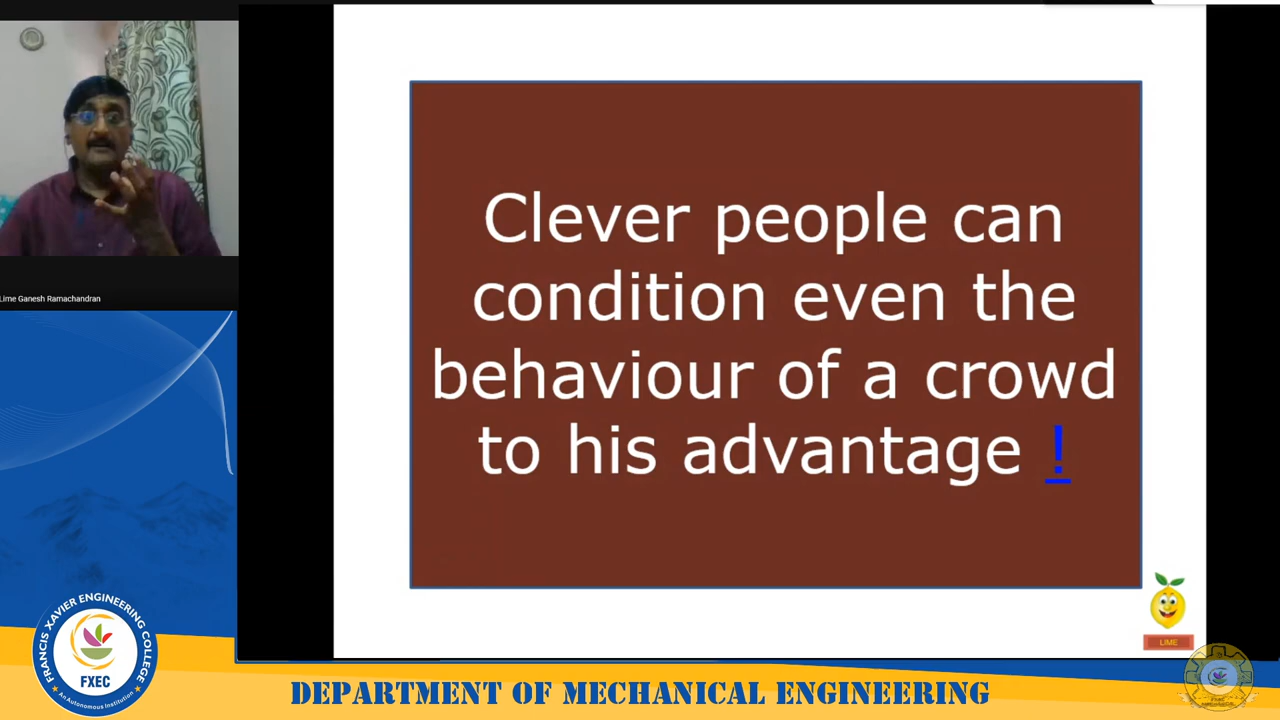 Clever people can
condition even the
behaviour of a crowd
to his advantage !
Lime Ganesh Ramachandran
LIME
FRANCIS XAVIER ENGINEERING COLLEGE
FXEC
An Autonomous Institution
DEPARTMENT OF MECHANICAL ENGINEERING